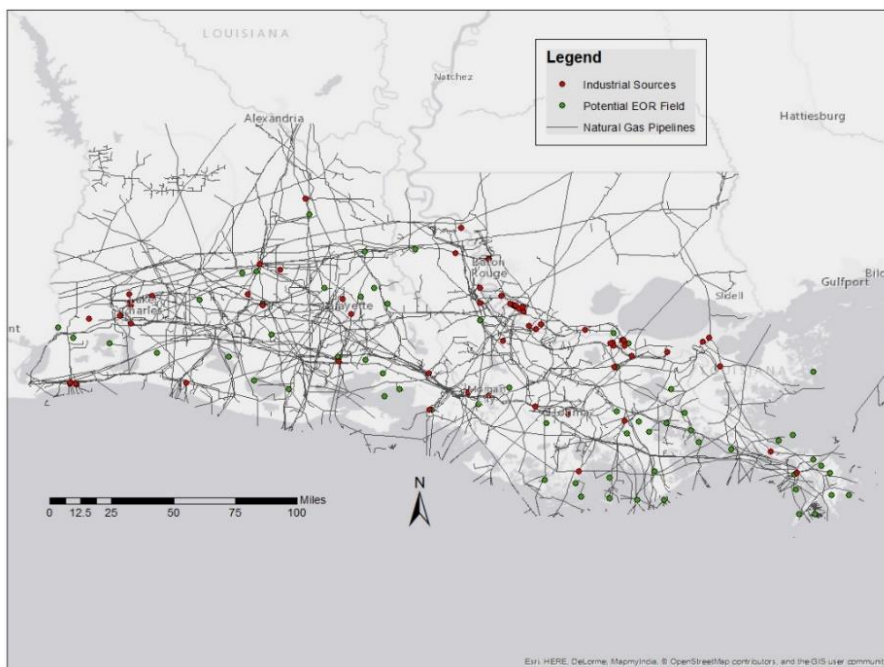 LOUISIANA
Legend
Industrial Sources
Potential EOR Field
Natural Gas Pipelines
Natchez
Hattiesburg
Alexandria
Baton
Rouge
Gulfport
Slidell
Charles
N
Miles
0 12.5 25 50 75 100
Esri, HERE, DeLorme, MapmyIndia, © OpenStreetMap contributors, and the GIS user